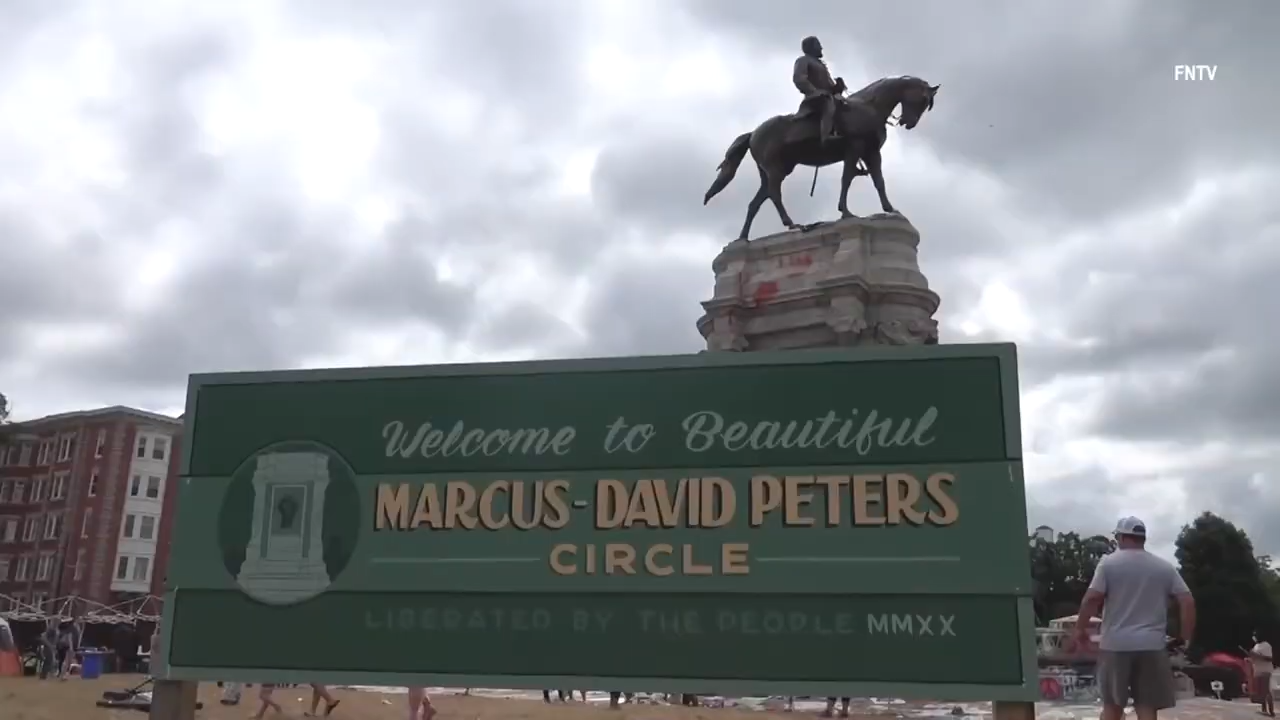 FNTV
Welcome to Beautiful
MARCUS-DAVID PETERS
CIRCLE
LIBERATED BY THE PEOPLE MMXX